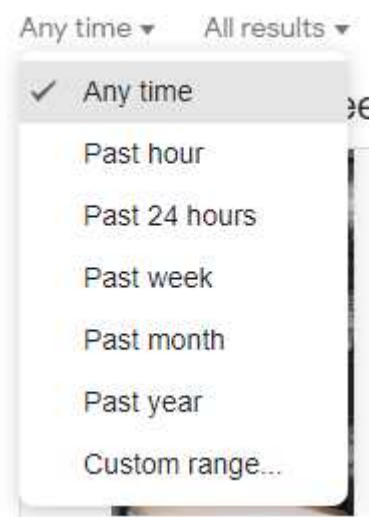 Any time All results
Any time
Past hour
Past 24 hours
Past week
Past month
Past year
Custom range...